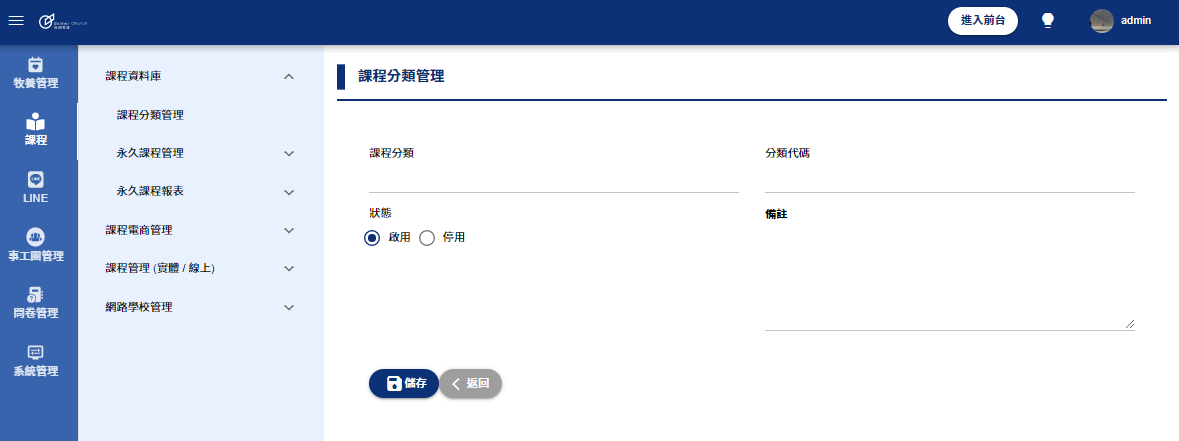 進入前台
admin
牧養管理
課程
LINE
事工團管理
問卷管理
系統管理
課程資料庫
課程分類管理
永久課程管理
永久課程報表
課程電商管理
課程管理 (實體 / 線上)
網路學校管理
課程分類管理
課程分類
分類代碼
狀態
啟用
停用
備註
儲存
返回